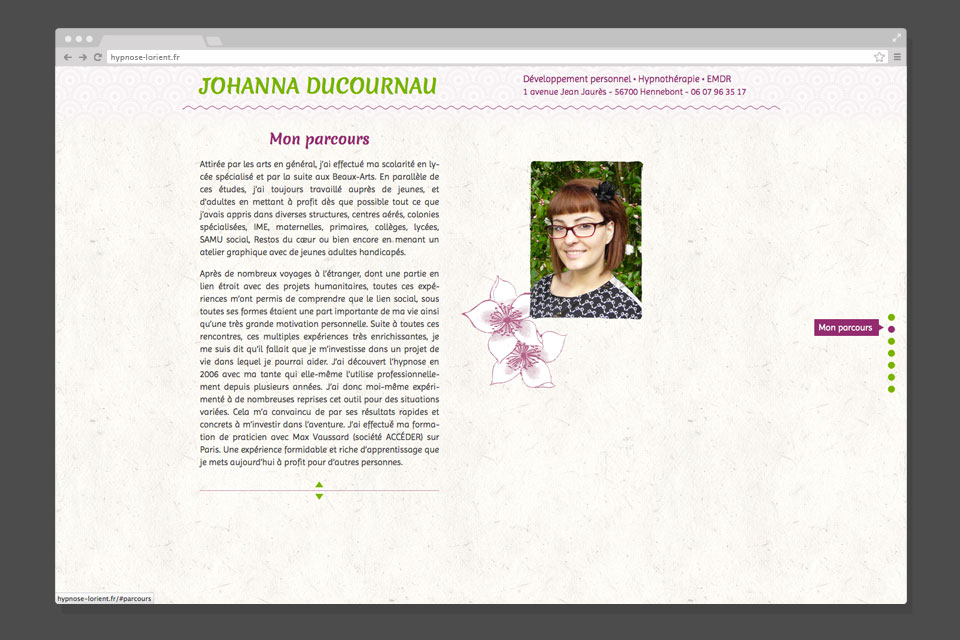 hypnose-lorient.fr
JOHANNA DUCOURNAU
Développement personnel • Hypnothérapie • EMDR
1 avenue Jean Jaurès - 56700 Hennebont - 06 07 96 35 17
Mon parcours
Attirée par les arts en général, j'ai effectué ma scolarité en ly-
cée spécialisé et par la suite aux Beaux-Arts. En parallèle de
ces études, j'ai toujours travaillé auprès de jeunes, et
d'adultes en mettant à profit dès que possible tout ce que
j'avais appris dans diverses structures, centres aérés, colonies
spécialisées, IME, maternelles, primaires, collèges, lycées,
SAMU social, Restos du cœur ou bien encore en menant un
atelier graphique avec de jeunes adultes handicapés.
Après de nombreux voyages à l'étranger, dont une partie en
lien étroit avec des projets humanitaires, toutes ces expé-
riences m'ont permis de comprendre que le lien social, sous
toutes ses formes étaient une part importante de ma vie ainsi
qu'une très grande motivation personnelle. Suite à toutes ces
rencontres, ces multiples expériences très enrichissantes, je
me suis dit qu'il fallait que je m'investisse dans un projet de
vie dans lequel je pourrai aider. J'ai découvert l'hypnose en
2006 avec ma tante qui elle-même l'utilise professionnelle-
ment depuis plusieurs années. J'ai donc moi-même expéri-
menté à de nombreuses reprises cet outil pour des situations
variées. Cela m'a convaincu de par ses résultats rapides et
concrets à m'investir dans l'aventure. J'ai effectué ma forma-
tion de praticien avec Max Vaussard (société ACCÉDER) sur
Paris. Une expérience formidable et riche d'apprentissage que
je mets aujourd'hui à profit pour d'autres personnes.
Mon parcours
hypnose-lorient.fr/#parcours